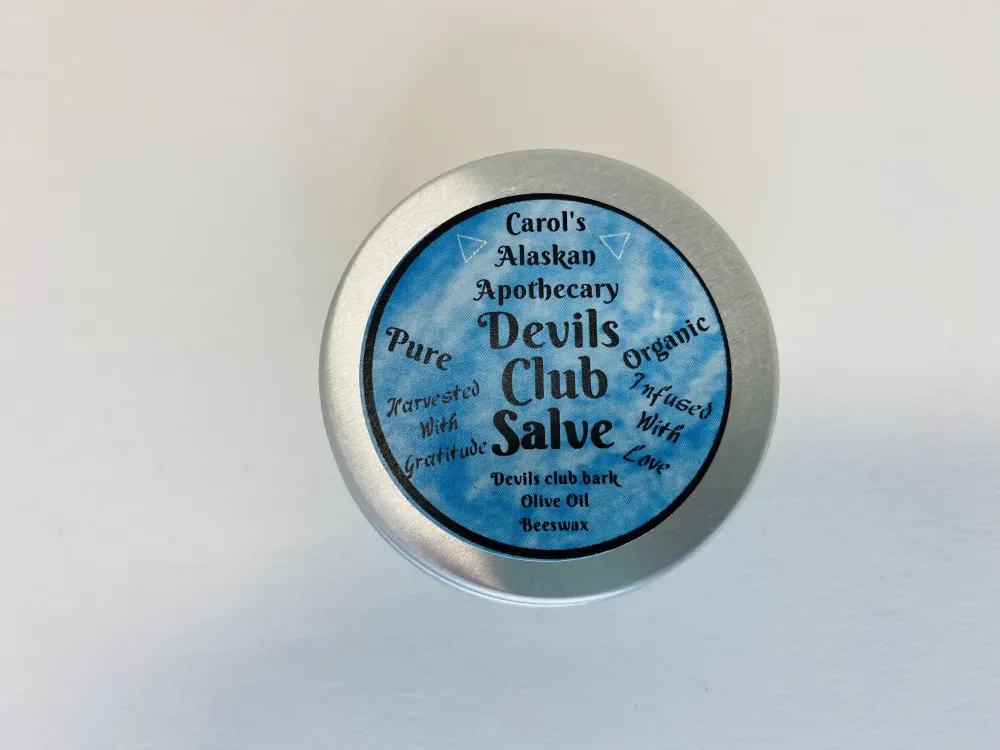 Carol's
Alaskan
Apothecary
Devils
Club
Salve
Pure
Harvested
With
Gratitude
Organic
Infused
With
Love
Devils club bark
Olive Oil
Beeswax